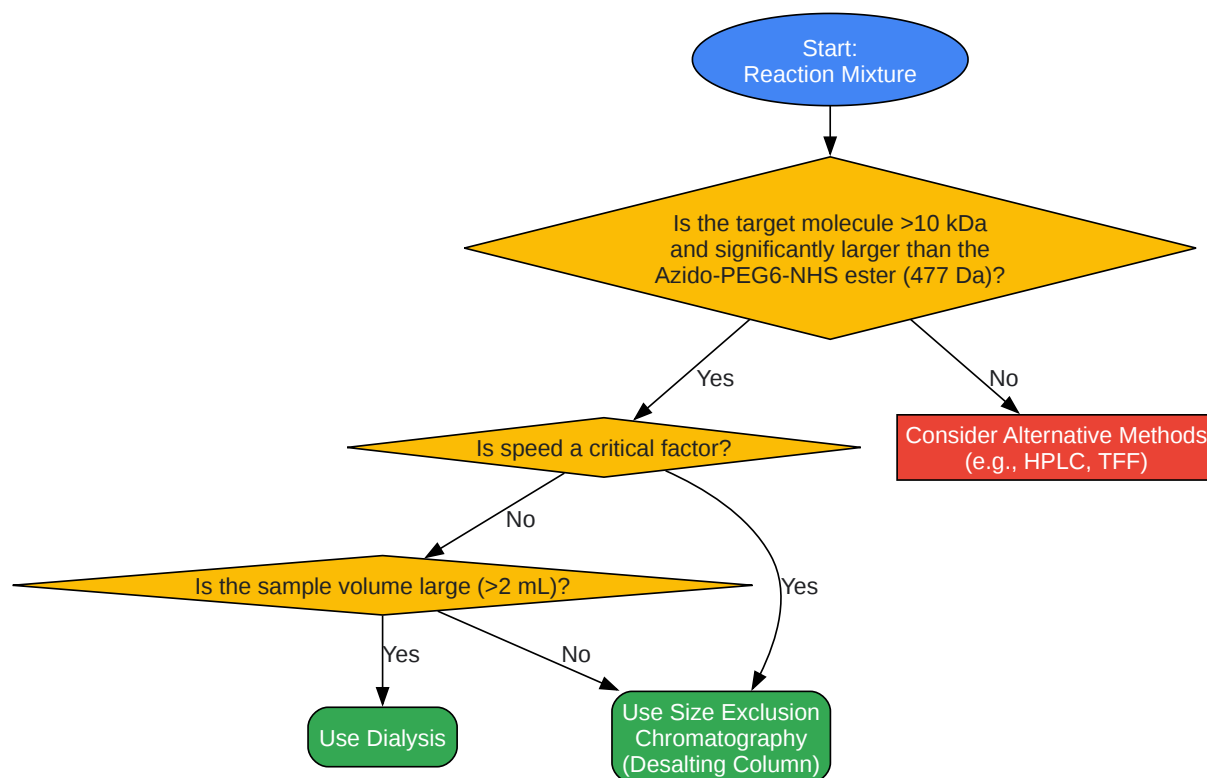 Start:
Reaction Mixture
Is the target molecule >10 kDa
and significantly larger than the
Azido-PEG6-NHS ester (477 Da)?
Yes
No
Is speed a critical factor?
Consider Alternative Methods
(e.g., HPLC, TFF)
No
Yes
Is the sample volume large (>2 mL)?
Yes
No
Use Dialysis
Use Size Exclusion
Chromatography
(Desalting Column)